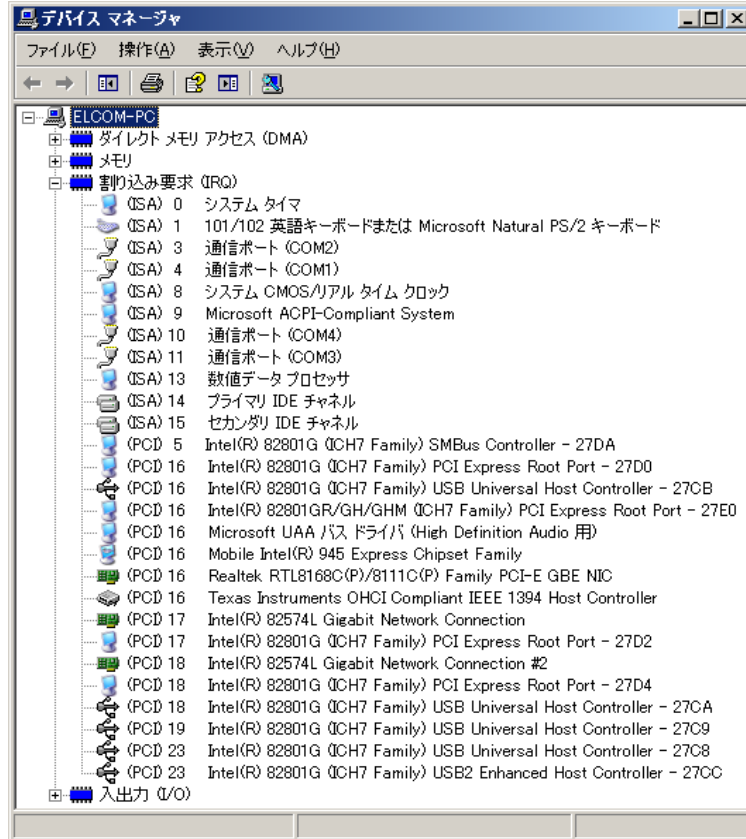 デバイス マネージャ
ファイル(F) 操作(A) 表示(V) ヘルプ(H)
ELCOM-PC
ダイレクト メモリ アクセス (DMA)
メモリ
割り込み要求 (IRQ)
(ISA) 0 システム タイマ
(ISA) 1 101/102 英語キーボードまたは Microsoft Natural PS/2 キーボード
(ISA) 3 通信ポート (COM2)
(ISA) 4 通信ポート (COM1)
(ISA) 8 システム CMOS/リアル タイム クロック
(ISA) 9 Microsoft ACPI-Compliant System
(ISA) 10 通信ポート (COM4)
(ISA) 11 通信ポート (COM3)
(ISA) 13 数値データ プロセッサ
(ISA) 14 プライマリ IDE チャネル
(ISA) 15 セカンダリ IDE チャネル
(PCI) 5 Intel(R) 82801G (ICH7 Family) SMBus Controller - 27DA
(PCI) 16 Intel(R) 82801G (ICH7 Family) PCI Express Root Port - 27D0
(PCI) 16 Intel(R) 82801G (ICH7 Family) USB Universal Host Controller - 27CB
(PCI) 16 Intel(R) 82801GR/GH/GHM (ICH7 Family) PCI Express Root Port - 27E0
(PCI) 16 Microsoft UAA バス ドライバ (High Definition Audio 用)
(PCI) 16 Mobile Intel(R) 945 Express Chipset Family
(PCI) 16 Realtek RTL8168C(P)/8111C(P) Family PCI-E GBE NIC
(PCI) 16 Texas Instruments OHCI Compliant IEEE 1394 Host Controller
(PCI) 17 Intel(R) 82574L Gigabit Network Connection
(PCI) 17 Intel(R) 82801G (ICH7 Family) PCI Express Root Port - 27D2
(PCI) 18 Intel(R) 82574L Gigabit Network Connection #2
(PCI) 18 Intel(R) 82801G (ICH7 Family) PCI Express Root Port - 27D4
(PCI) 18 Intel(R) 82801G (ICH7 Family) USB Universal Host Controller - 27CA
(PCI) 19 Intel(R) 82801G (ICH7 Family) USB Universal Host Controller - 27C9
(PCI) 23 Intel(R) 82801G (ICH7 Family) USB Universal Host Controller - 27C8
(PCI) 23 Intel(R) 82801G (ICH7 Family) USB2 Enhanced Host Controller - 27CC
入出力 (I/O)